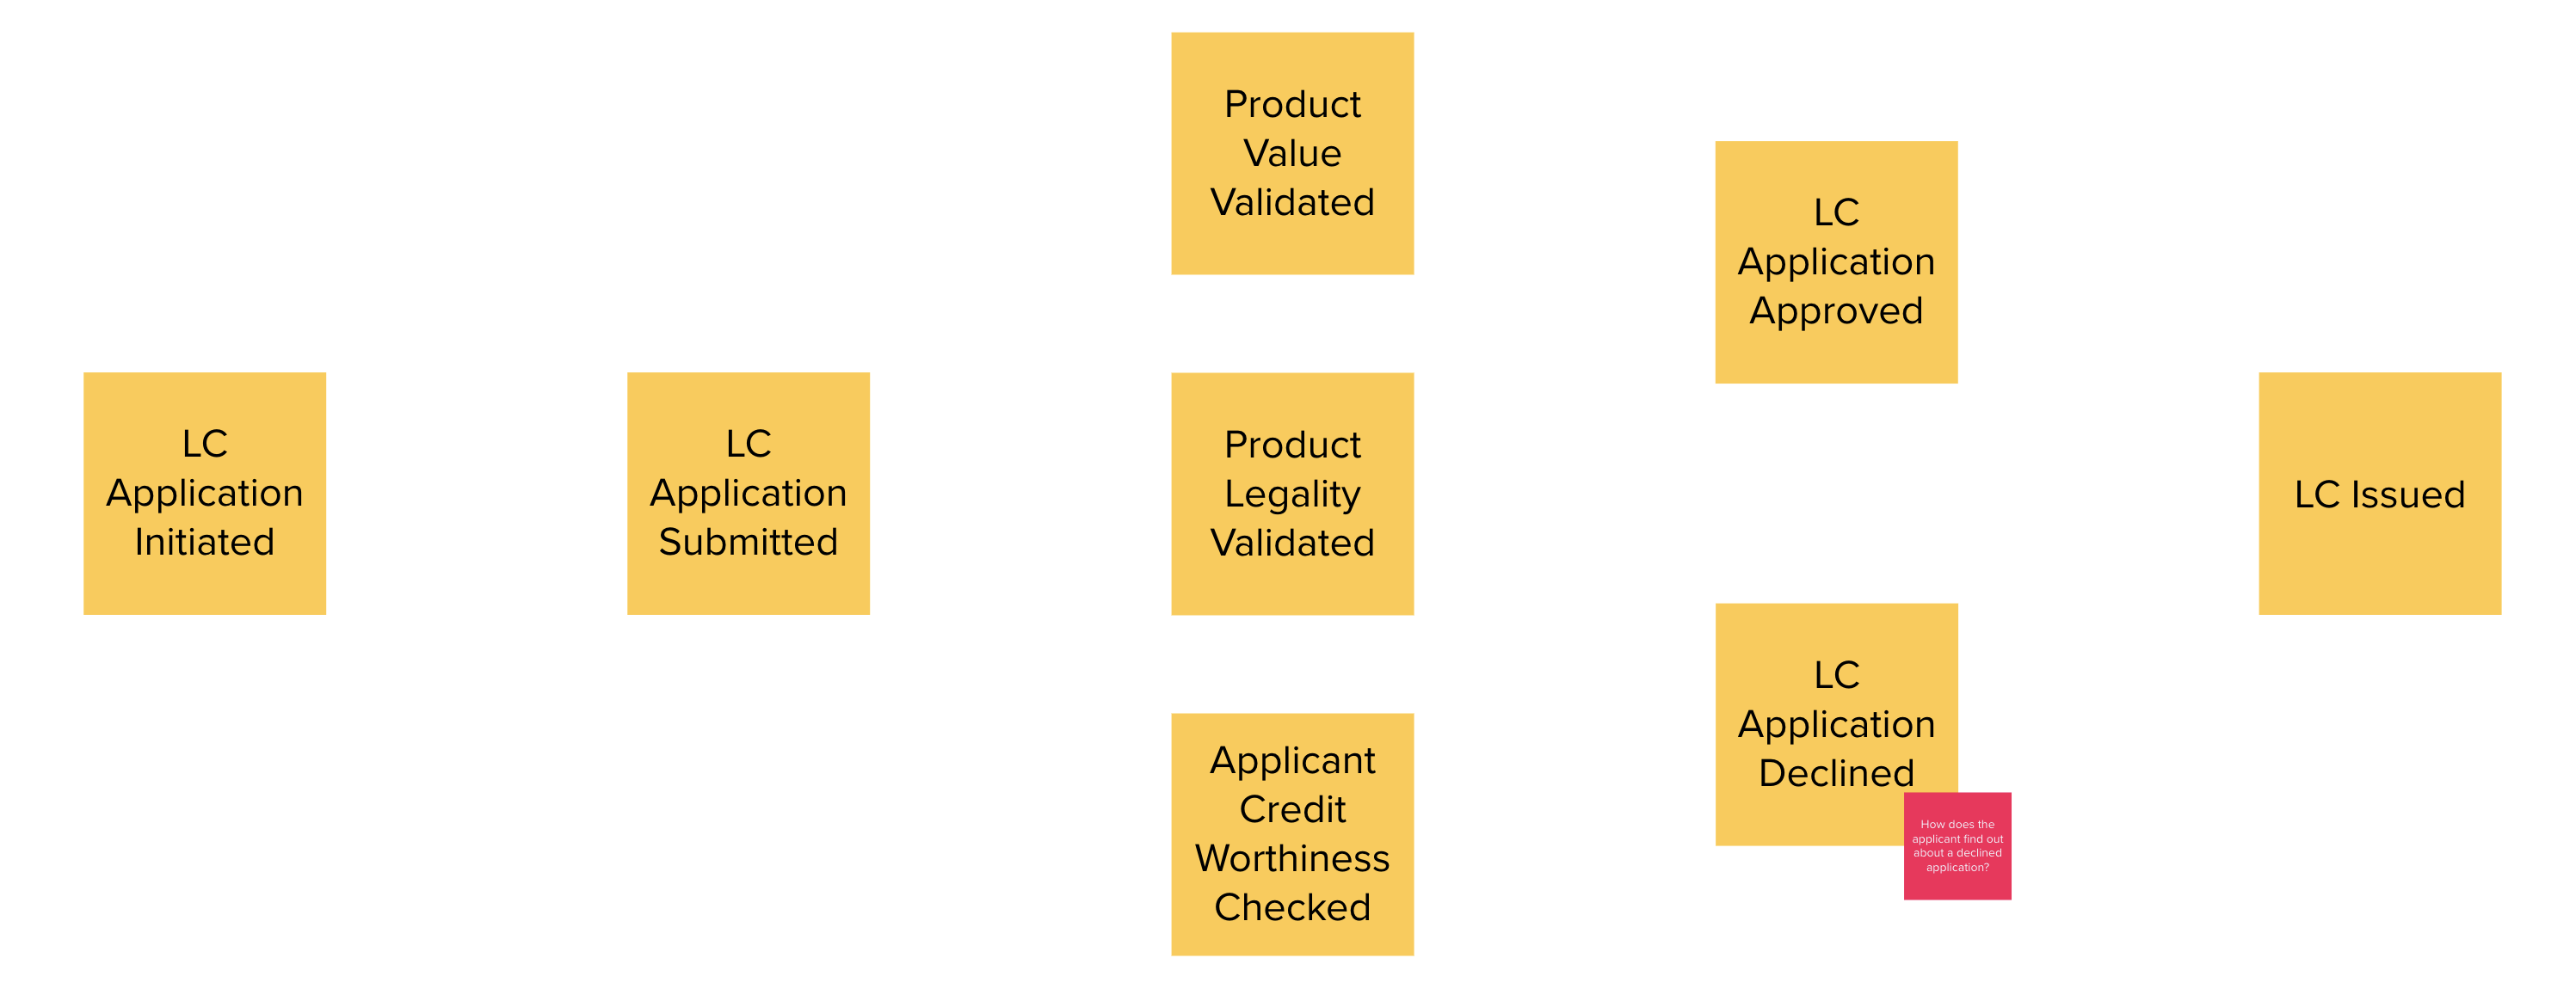 LC
Application
Initiated
LC
Application
Submitted
Product
Value
Validated
Product
Legality
Validated
Applicant
Credit
Worthiness
Checked
LC
Application
Approved
LC
Application
Declined
How does the
applicant find out
about a declined
application?
LC Issued